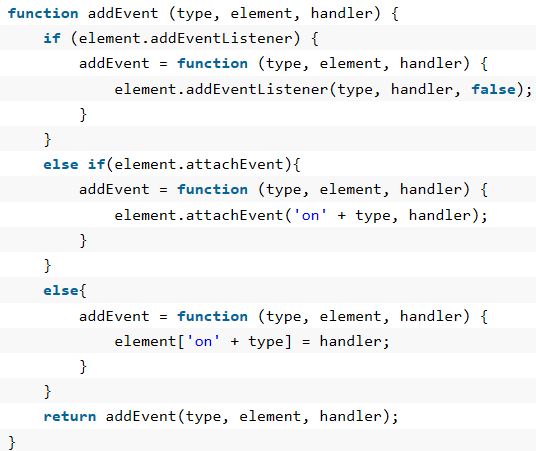 function addEvent (type, element, handler) {
    if (element.addEventListener) {
        addEvent = function (type, element, handler) {
            element.addEventListener(type, handler, false);
        }
    }
    else if(element.attachEvent){
        addEvent = function (type, element, handler) {
            element.attachEvent('on' + type, handler);
        }
    }
    else{
        addEvent = function (type, element, handler) {
            element['on' + type] = handler;
        }
    }
    return addEvent(type, element, handler);
}